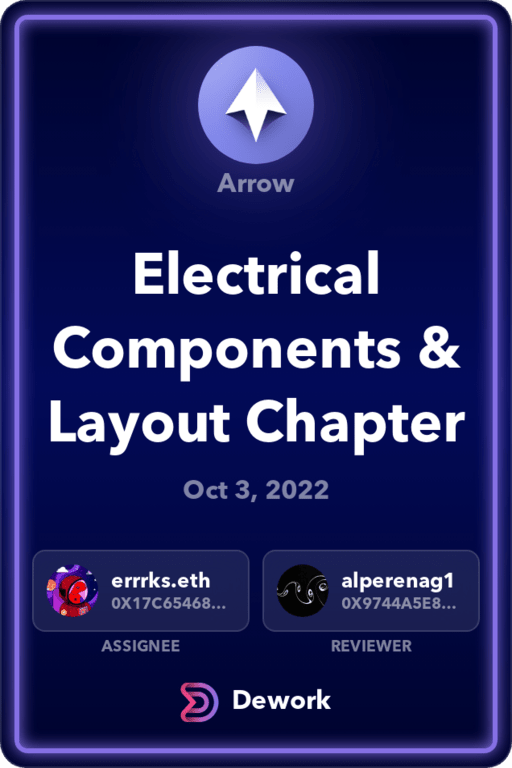 Arrow
Electrical
Components &
Layout Chapter
Oct 3, 2022
errrks.eth
0X17C65468...
ASSIGNEE
alperenag1
0X9744A5E8...
REVIEWER
Dework